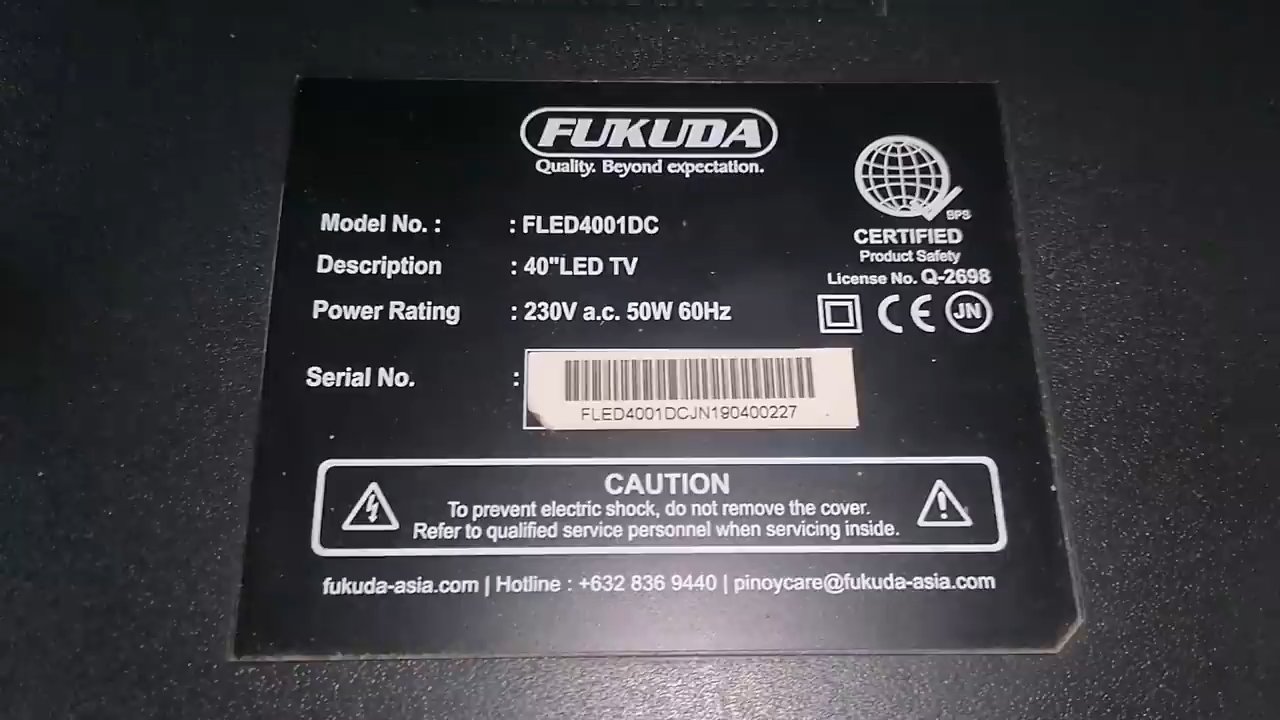 FUKUDA
Quality. Beyond expectation.
Model No. : : FLED4001DC
Description : 40"LED TV
Power Rating : 230V a.c. 50W 60Hz
Serial No. :
FLED4001DCJN190400227
BPS
CERTIFIED
Product Safety
License No. Q-2698
CE JN
CAUTION
To prevent electric shock, do not remove the cover.
Refer to qualified service personnel when servicing inside.
fukuda-asia.com | Hotline : +632 836 9440 | pinoycare@fukuda-asia.com